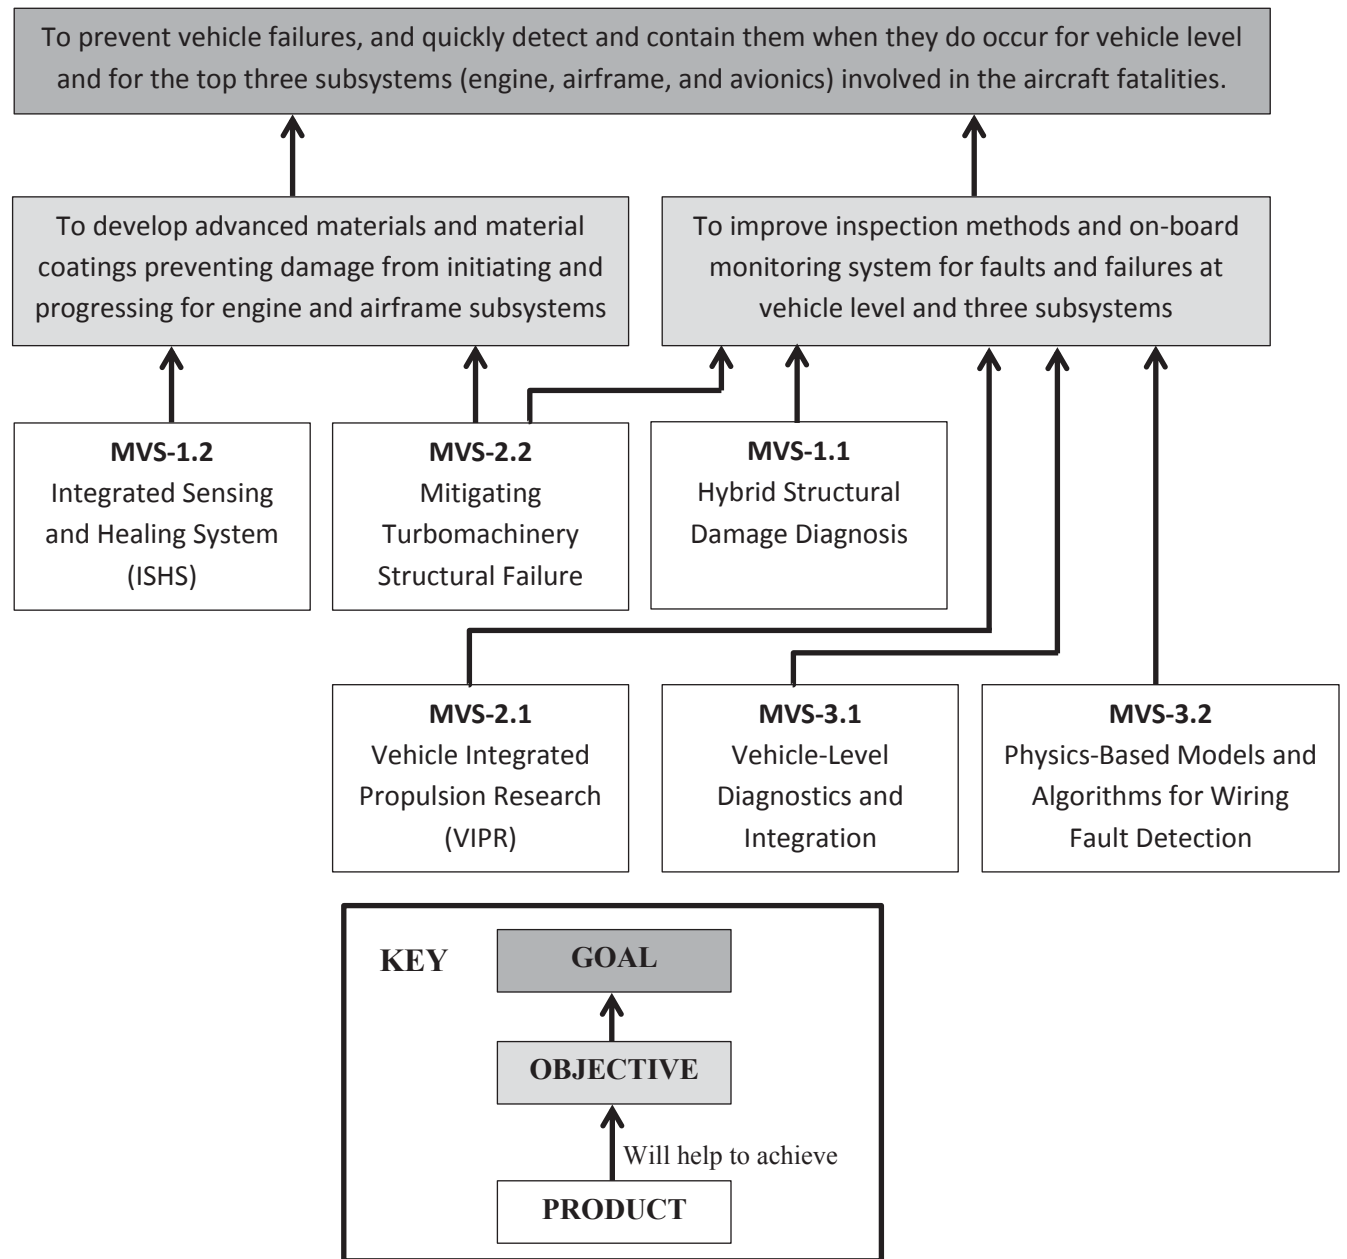 To prevent vehicle failures, and quickly detect and contain them when they do occur for vehicle level
and for the top three subsystems (engine, airframe, and avionics) involved in the aircraft fatalities.
To develop advanced materials and material
coatings preventing damage from initiating and
progressing for engine and airframe subsystems
To improve inspection methods and on-board
monitoring system for faults and failures at
vehicle level and three subsystems
MVS-1.2
Integrated Sensing
and Healing System
(ISHS)
MVS-2.2
Mitigating
Turbomachinery
Structural Failure
MVS-1.1
Hybrid Structural
Damage Diagnosis
MVS-2.1
Vehicle Integrated
Propulsion Research
(VIPR)
MVS-3.1
Vehicle-Level
Diagnostics and
Integration
MVS-3.2
Physics-Based Models and
Algorithms for Wiring
Fault Detection
KEY
GOAL
OBJECTIVE
Will help to achieve
PRODUCT